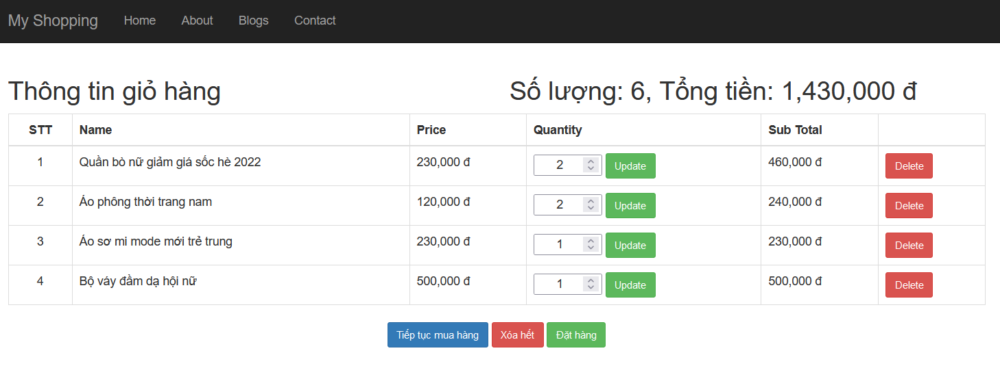 My Shopping Home About Blogs Contact
Thông tin giỏ hàng Số lượng: 6, Tổng tiền: 1,430,000 đ
STT Name Price Quantity Sub Total
1 Quần bò nữ giảm giá sốc hè 2022 230,000 đ 2 Update 460,000 đ Delete
2 Áo phông thời trang nam 120,000 đ 2 Update 240,000 đ Delete
3 Áo sơ mi mode mới trẻ trung 230,000 đ 1 Update 230,000 đ Delete
4 Bộ váy đầm dạ hội nữ 500,000 đ 1 Update 500,000 đ Delete
Tiếp tục mua hàng Xóa hết Đặt hàng